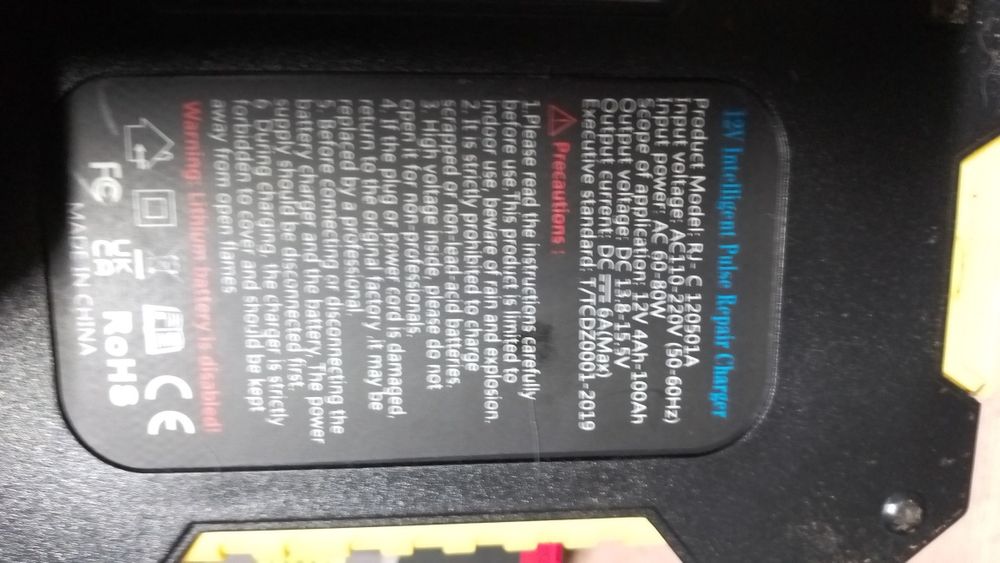 12V Intelligent Pulse Repair Charger
Product Model: RJ- C 120501A
Input voltage: AC110-220V (50-60Hz)
Input power: AC 60-80W
Scope of application: 12V 4Ah-100Ah
Output voltage: DC 13.8-15.5V
Output current: DC 6A(Max)
Executive standard: T/TCDZ0001-2019
Precautions :
1.Please read the instructions carefully
before use.This product is limited to
indoor use, beware of rain and explosion.
2. It is strictly prohibited to charge
scrapped or non-lead-acid batteries.
3. High voltage inside, please do not
open it for non-professionals.
4. If the plug or power cord is damaged,
return to the original factory ,it may be
replaced by a professional.
5. Before connecting or disconnecting the
battery charger and the battery, The power
supply should be disconnected first.
6. During charging, the charger is strictly
forbidden to cover and should be kept
away from open flames
Warning: Lithium battery is disabled!
CE
FC UKCA RoHS
MADE IN CHINA